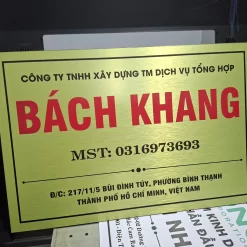 CÔNG TY TNHH XÂY DỰNG TM DỊCH VỤ TỔNG HỢP
BÁCH KHANG
MST: 0316973693
Đ/C: 217/11/5 BÙI ĐÌNH TÚY, PHƯỜNG BÌNH THẠNH
THÀNH PHỐ HỒ CHÍ MINH, VIỆT NAM